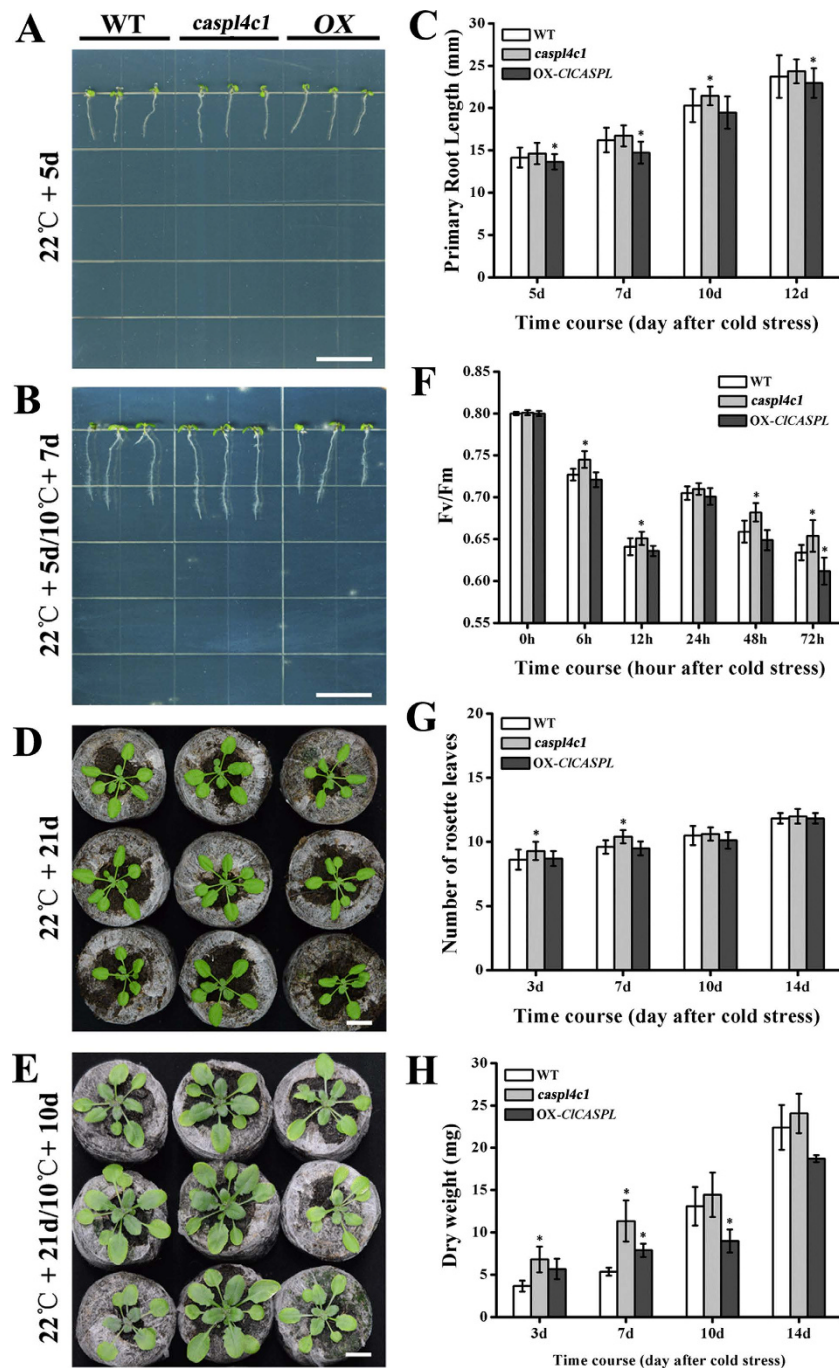 A
WT caspl4c1 OX
22℃ + 5d
B
22℃ + 5d/10℃ + 7d
C
WT
caspl4c1
OX-ClCASPL
Primary Root Length (mm)
30
25
20
15
10
5
0
* * * *
5d 7d 10d 12d
Time course (day after cold stress)
F
WT
caspl4c1
OX-ClCASPL
Fv/Fm
0.80
0.75
0.70
0.65
0.60
0.55
* * * * *
0h 6h 12h 24h 48h 72h
Time course (hour after cold stress)
D
22℃ + 21d
G
WT
caspl4c1
OX-ClCASPL
Number of rosette leaves
20
15
10
5
0
* *
3d 7d 10d 14d
Time course (day after cold stress)
E
22℃ + 21d/10℃ + 10d
H
WT
caspl4c1
OX-ClCASPL
Dry weight (mg)
30
25
20
15
10
5
0
* * * *
3d 7d 10d 14d
Time course (day after cold stress)